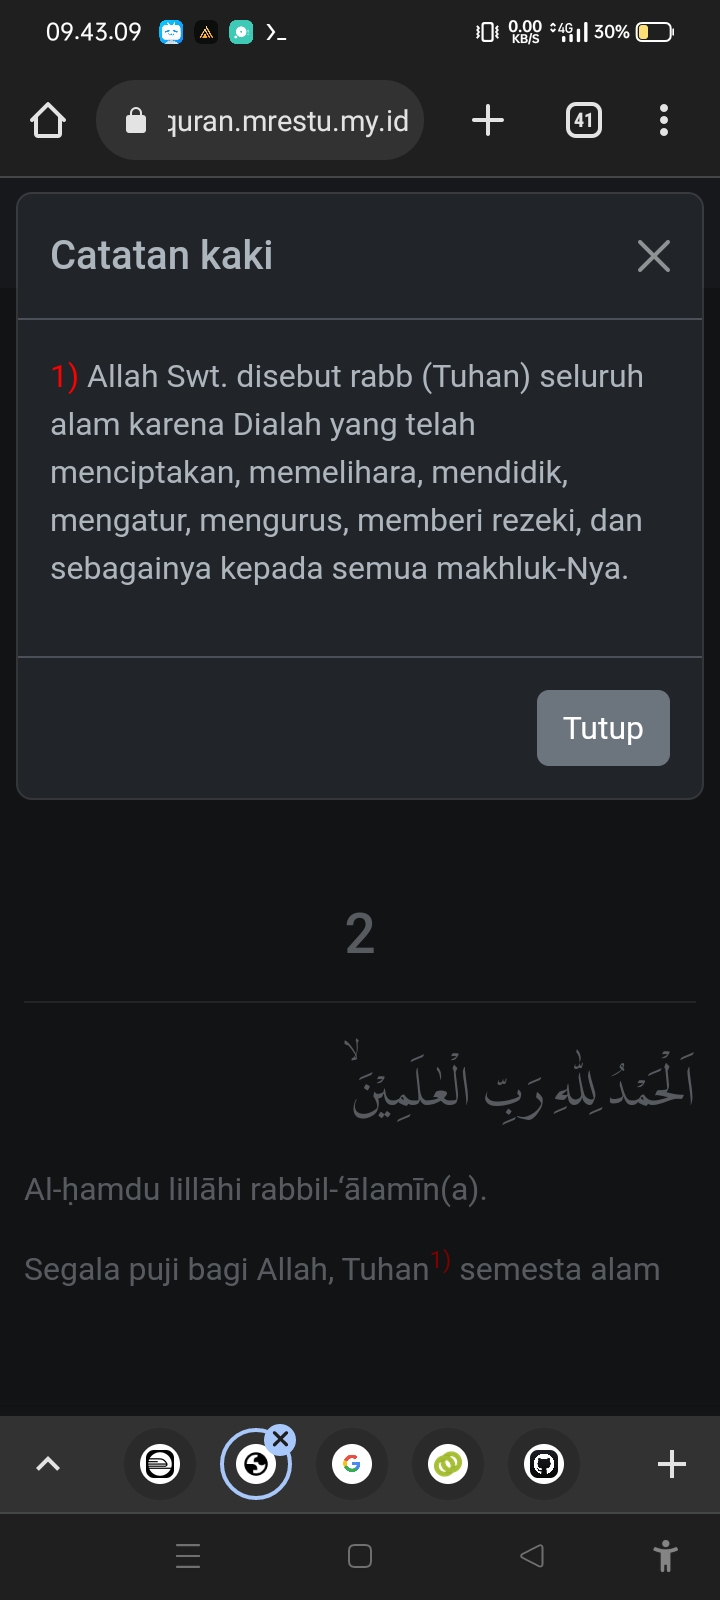 09.43.09
0.00 KB/S
4G
30%
quran.mrestu.my.id
41
Catatan kaki
1) Allah Swt. disebut rabb (Tuhan) seluruh
alam karena Dialah yang telah
menciptakan, memelihara, mendidik,
mengatur, mengurus, memberi rezeki, dan
sebagainya kepada semua makhluk-Nya.
Tutup
2
اَلْحَمْدُ لِلّٰهِ رَبِّ الْعٰلَمِيْنَۙ
Al-ḥamdu lillāhi rabbil-‘ālamīn(a).
Segala puji bagi Allah, Tuhan1) semesta alam